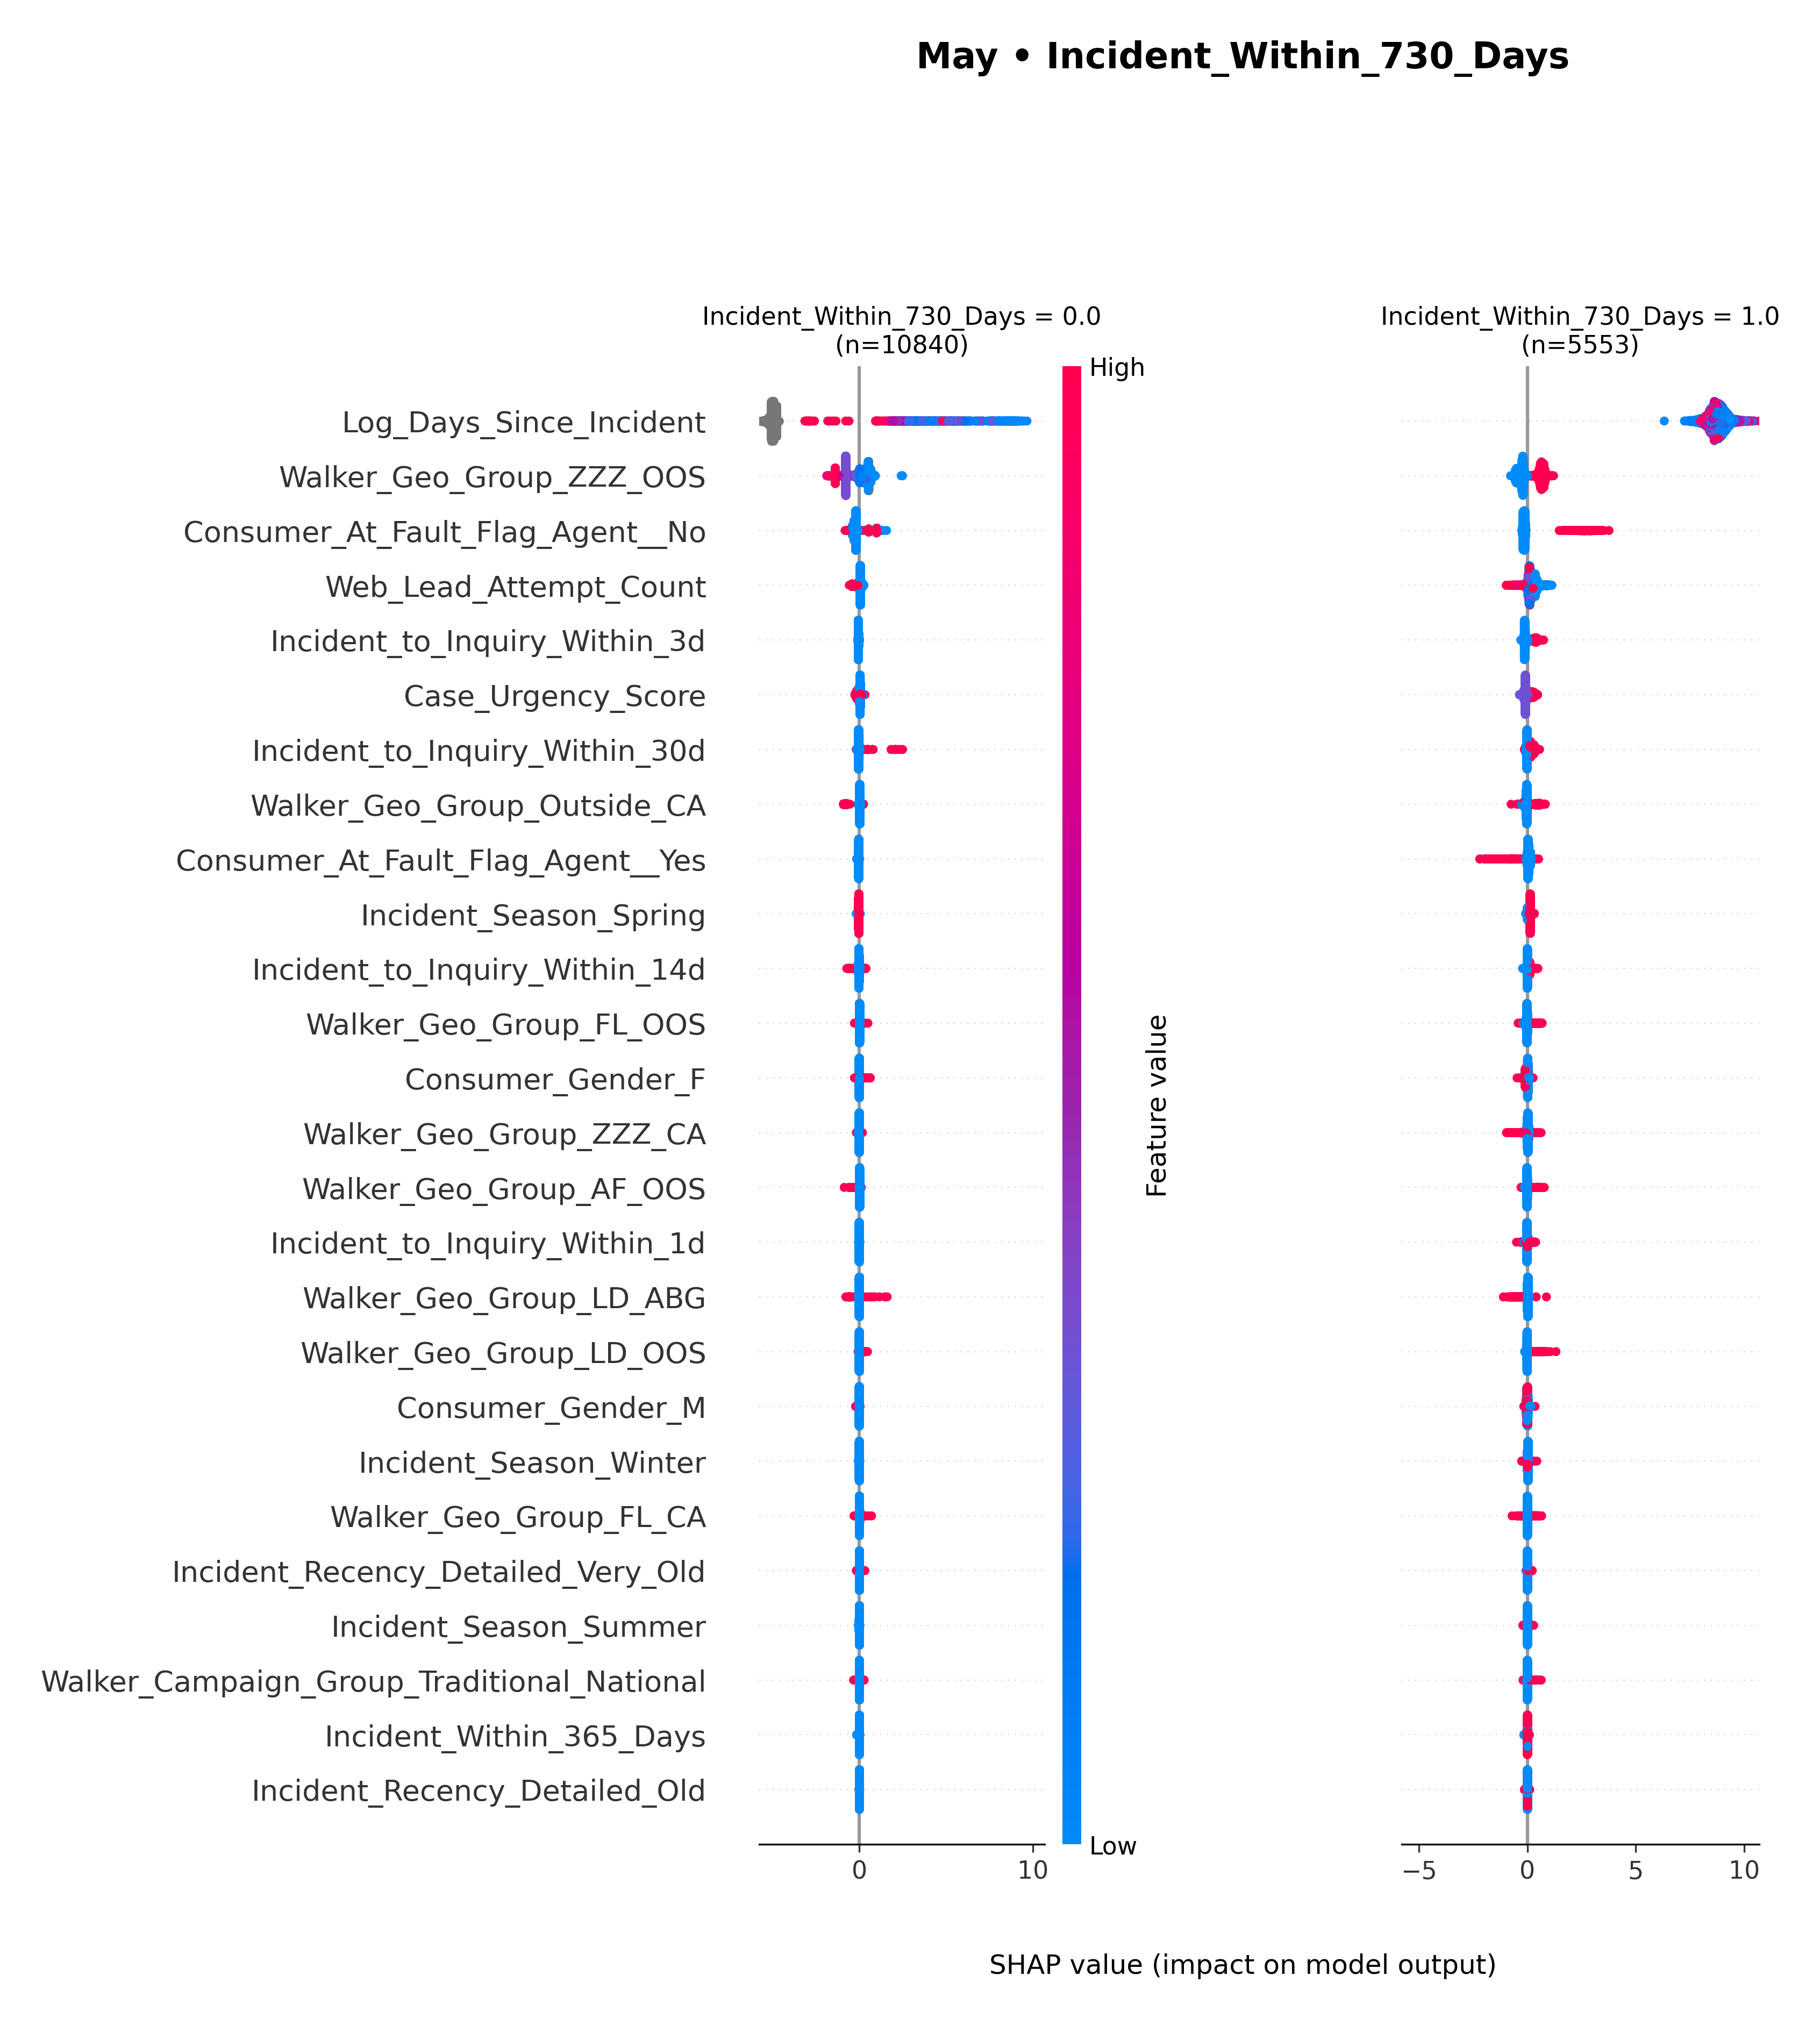 May • Incident_Within_730_Days
Incident_Within_730_Days = 0.0
(n=10840)
Incident_Within_730_Days = 1.0
(n=5553)
High
Log_Days_Since_Incident
Walker_Geo_Group_ZZZ_OOS
Consumer_At_Fault_Flag_Agent__No
Web_Lead_Attempt_Count
Incident_to_Inquiry_Within_3d
Case_Urgency_Score
Incident_to_Inquiry_Within_30d
Walker_Geo_Group_Outside_CA
Consumer_At_Fault_Flag_Agent__Yes
Incident_Season_Spring
Incident_to_Inquiry_Within_14d
Walker_Geo_Group_FL_OOS
Consumer_Gender_F
Walker_Geo_Group_ZZZ_CA
Walker_Geo_Group_AF_OOS
Incident_to_Inquiry_Within_1d
Walker_Geo_Group_LD_ABG
Walker_Geo_Group_LD_OOS
Consumer_Gender_M
Incident_Season_Winter
Walker_Geo_Group_FL_CA
Incident_Recency_Detailed_Very_Old
Incident_Season_Summer
Walker_Campaign_Group_Traditional_National
Incident_Within_365_Days
Incident_Recency_Detailed_Old
Feature value
Low
0 10
−5 0 5 10
SHAP value (impact on model output)